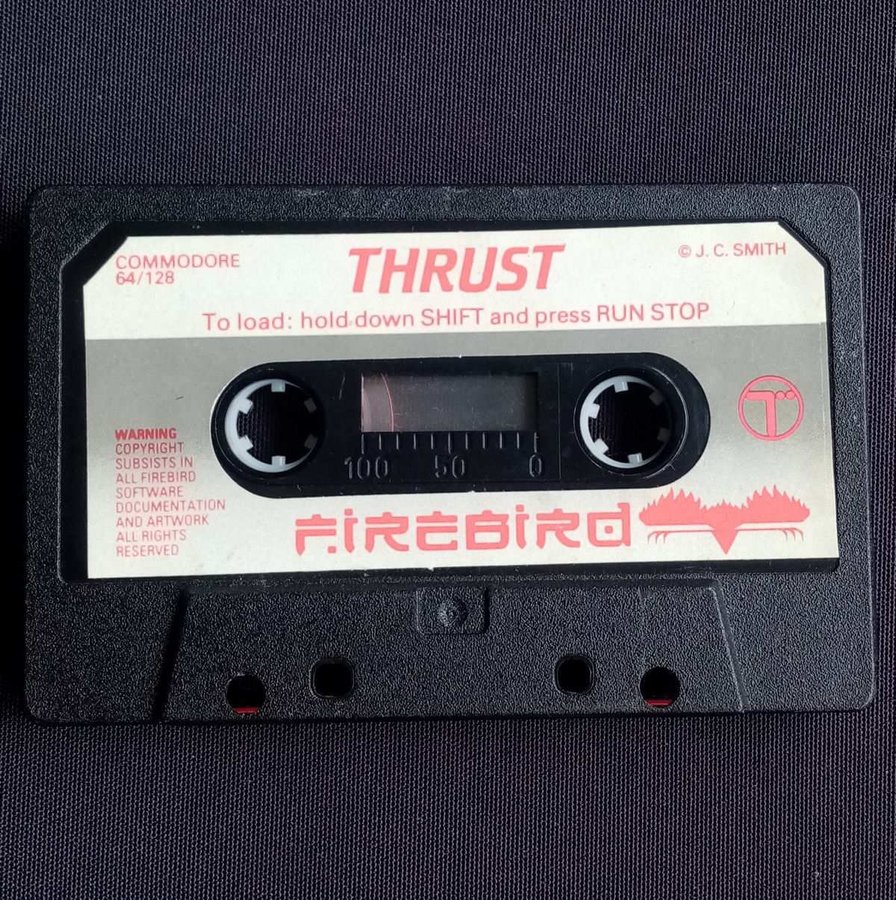 COMMODORE
64/128
THRUST
© J. C. SMITH
To load: hold down SHIFT and press RUN STOP
100 50 0
WARNING
COPYRIGHT
SUBSISTS IN
ALL FIREBIRD
SOFTWARE
DOCUMENTATION
AND ARTWORK
ALL RIGHTS
RESERVED
T
FIREBIRD